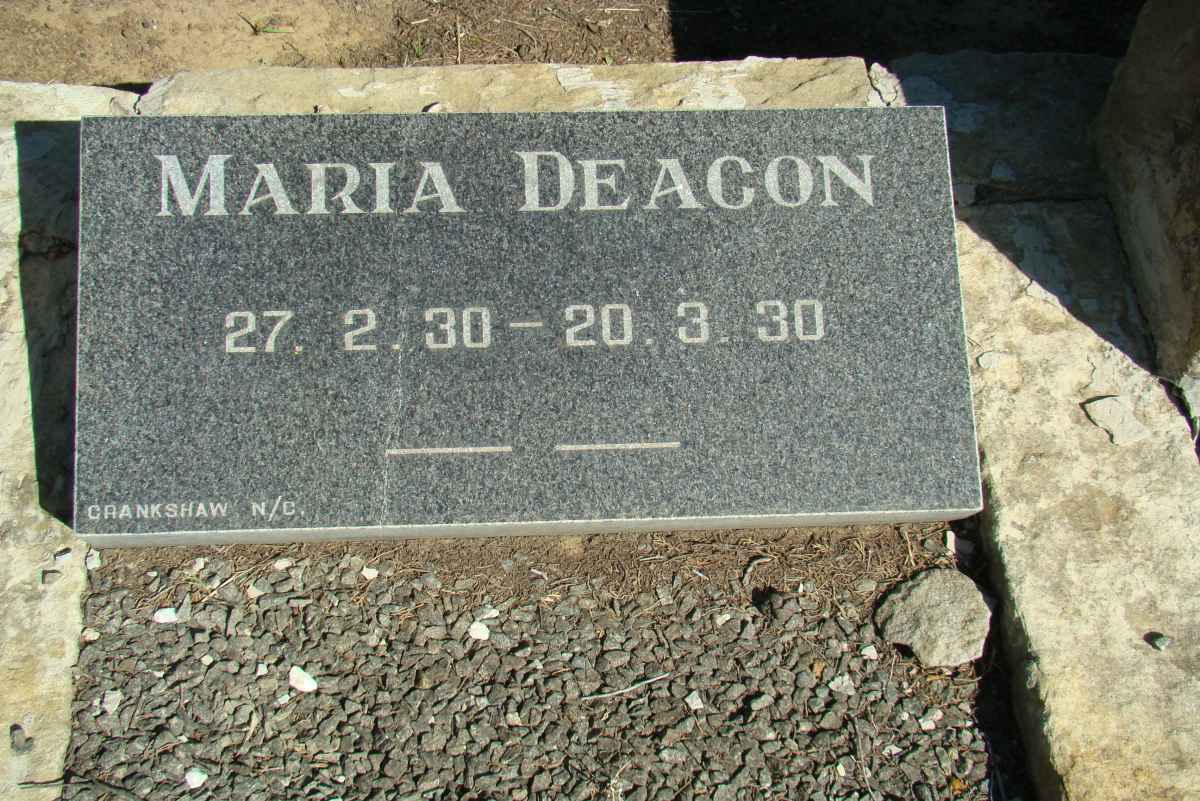 MARIA DEACON
27. 2. 30 – 20. 3. 30
CRANKSHAW N/C.